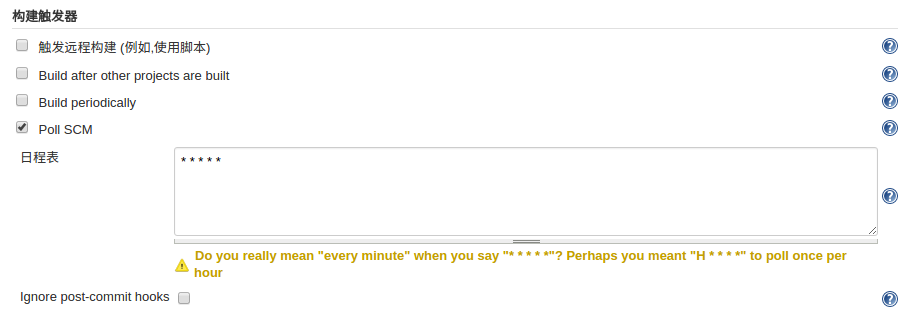 构建触发器
触发远程构建 (例如,使用脚本)
Build after other projects are built
Build periodically
Poll SCM
日程表
* * * * *
Do you really mean "every minute" when you say "* * * * *"? Perhaps you meant "H * * * *" to poll once per
hour
Ignore post-commit hooks